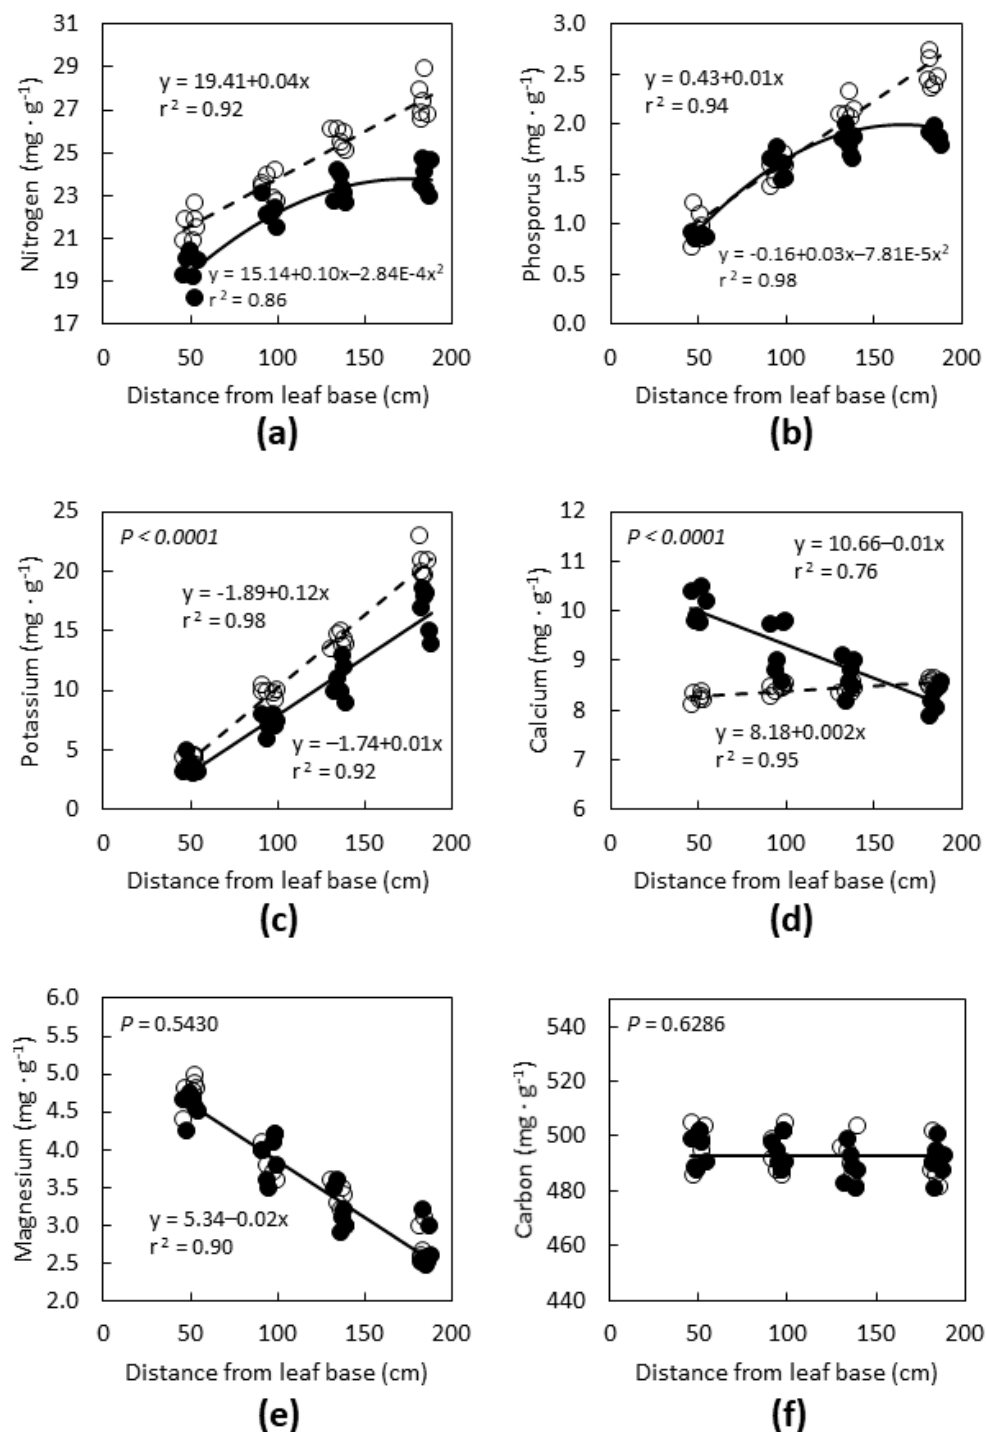 31
29
27
25
23
21
19
17
Nitrogen (mg · g-1)
y = 19.41+0.04x
r2 = 0.92
y = 15.14+0.10x–2.84E-4x2
r2 = 0.86
0 50 100 150 200
Distance from leaf base (cm)
(a)
3.0
2.5
2.0
1.5
1.0
0.5
0.0
Phosporus (mg · g-1)
y = 0.43+0.01x
r2 = 0.94
y = -0.16+0.03x–7.81E-5x2
r2 = 0.98
0 50 100 150 200
Distance from leaf base (cm)
(b)
25
20
15
10
5
0
Potassium (mg · g-1)
P < 0.0001
y = -1.89+0.12x
r2 = 0.98
y = –1.74+0.01x
r2 = 0.92
0 50 100 150 200
Distance from leaf base (cm)
(c)
12
11
10
9
8
7
6
Calcium (mg · g-1)
P < 0.0001
y = 10.66–0.01x
r2 = 0.76
y = 8.18+0.002x
r2 = 0.95
0 50 100 150 200
Distance from leaf base (cm)
(d)
6.0
5.5
5.0
4.5
4.0
3.5
3.0
2.5
2.0
Magnesium (mg · g-1)
P = 0.5430
y = 5.34–0.02x
r2 = 0.90
0 50 100 150 200
Distance from leaf base (cm)
(e)
540
520
500
480
460
440
Carbon (mg · g-1)
P = 0.6286
0 50 100 150 200
Distance from leaf base (cm)
(f)